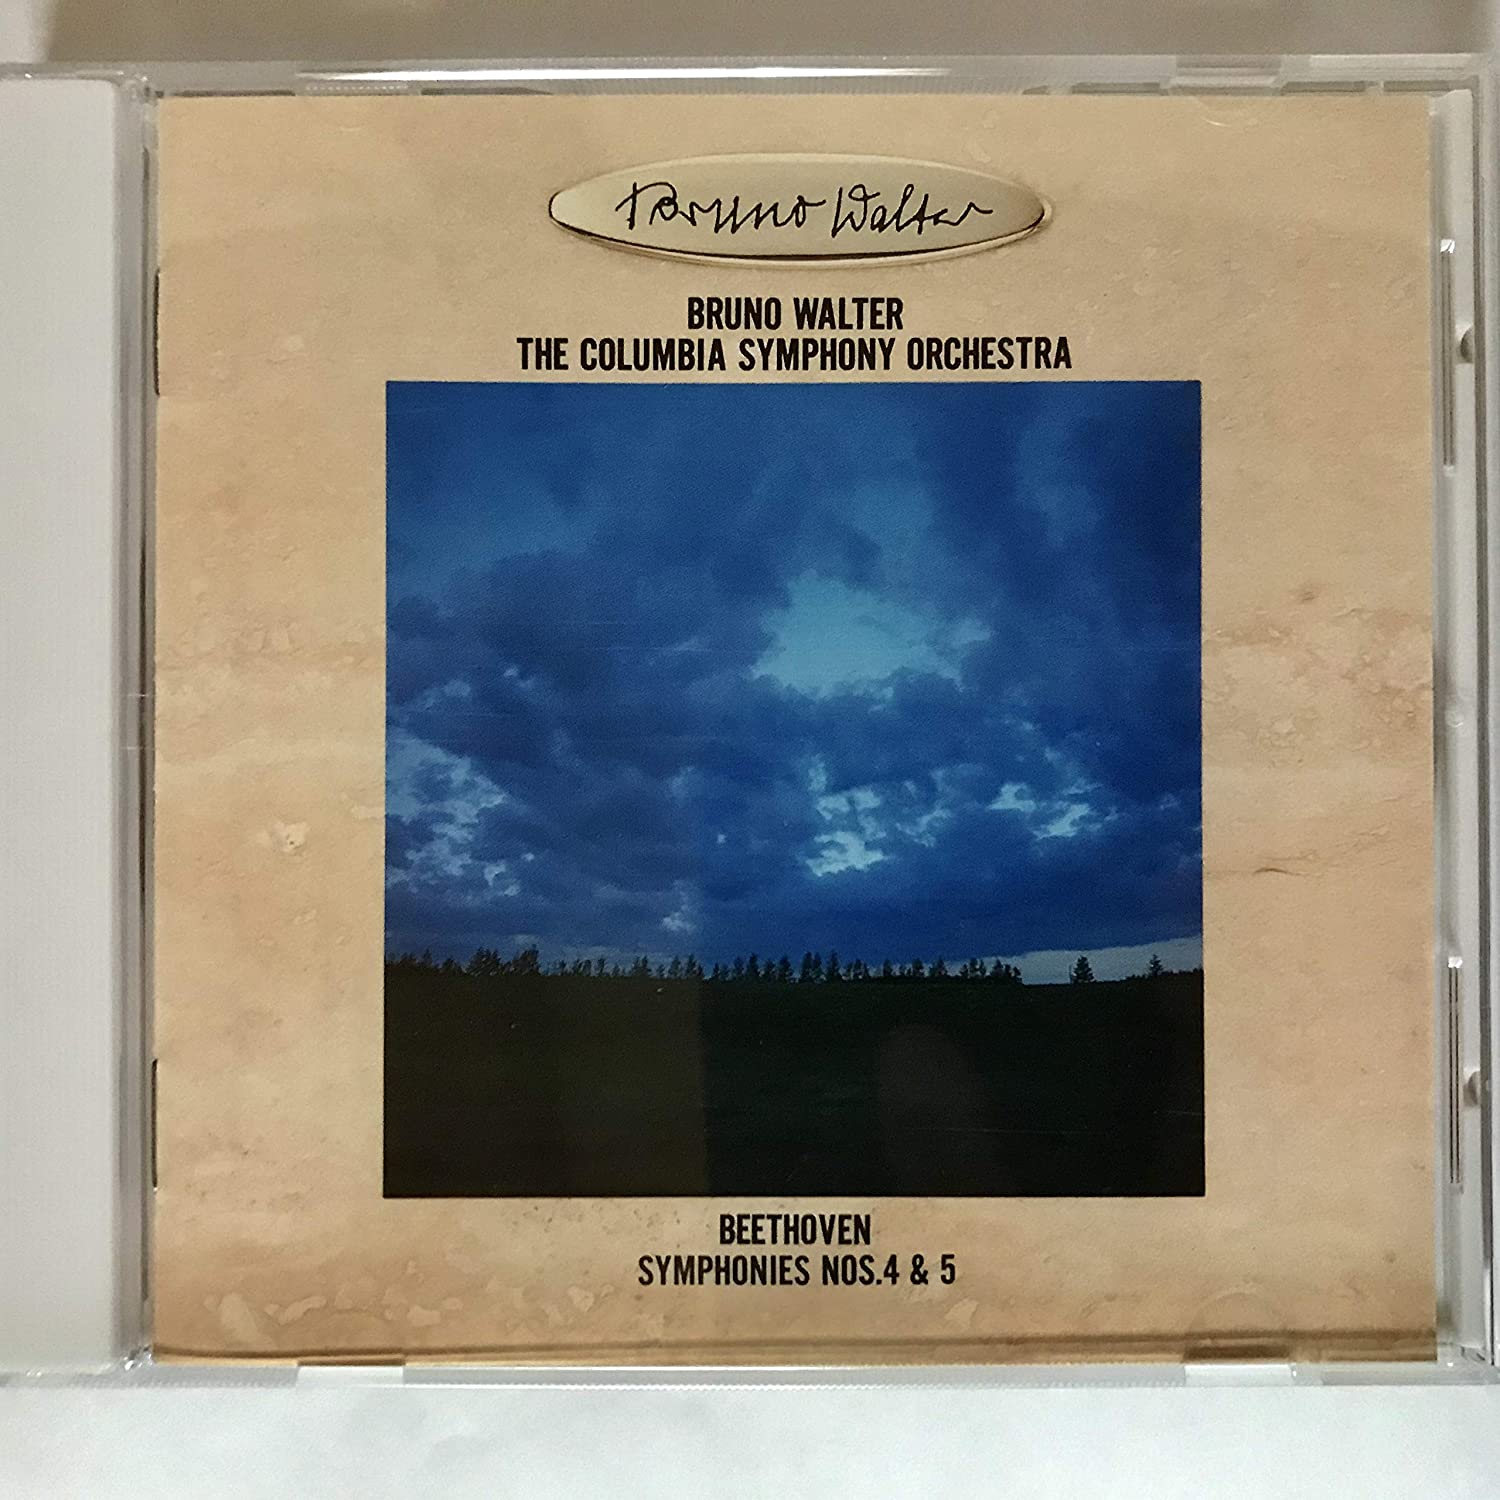 Bruno Walter
BRUNO WALTER
THE COLUMBIA SYMPHONY ORCHESTRA
BEETHOVEN
SYMPHONIES NOS.4 & 5